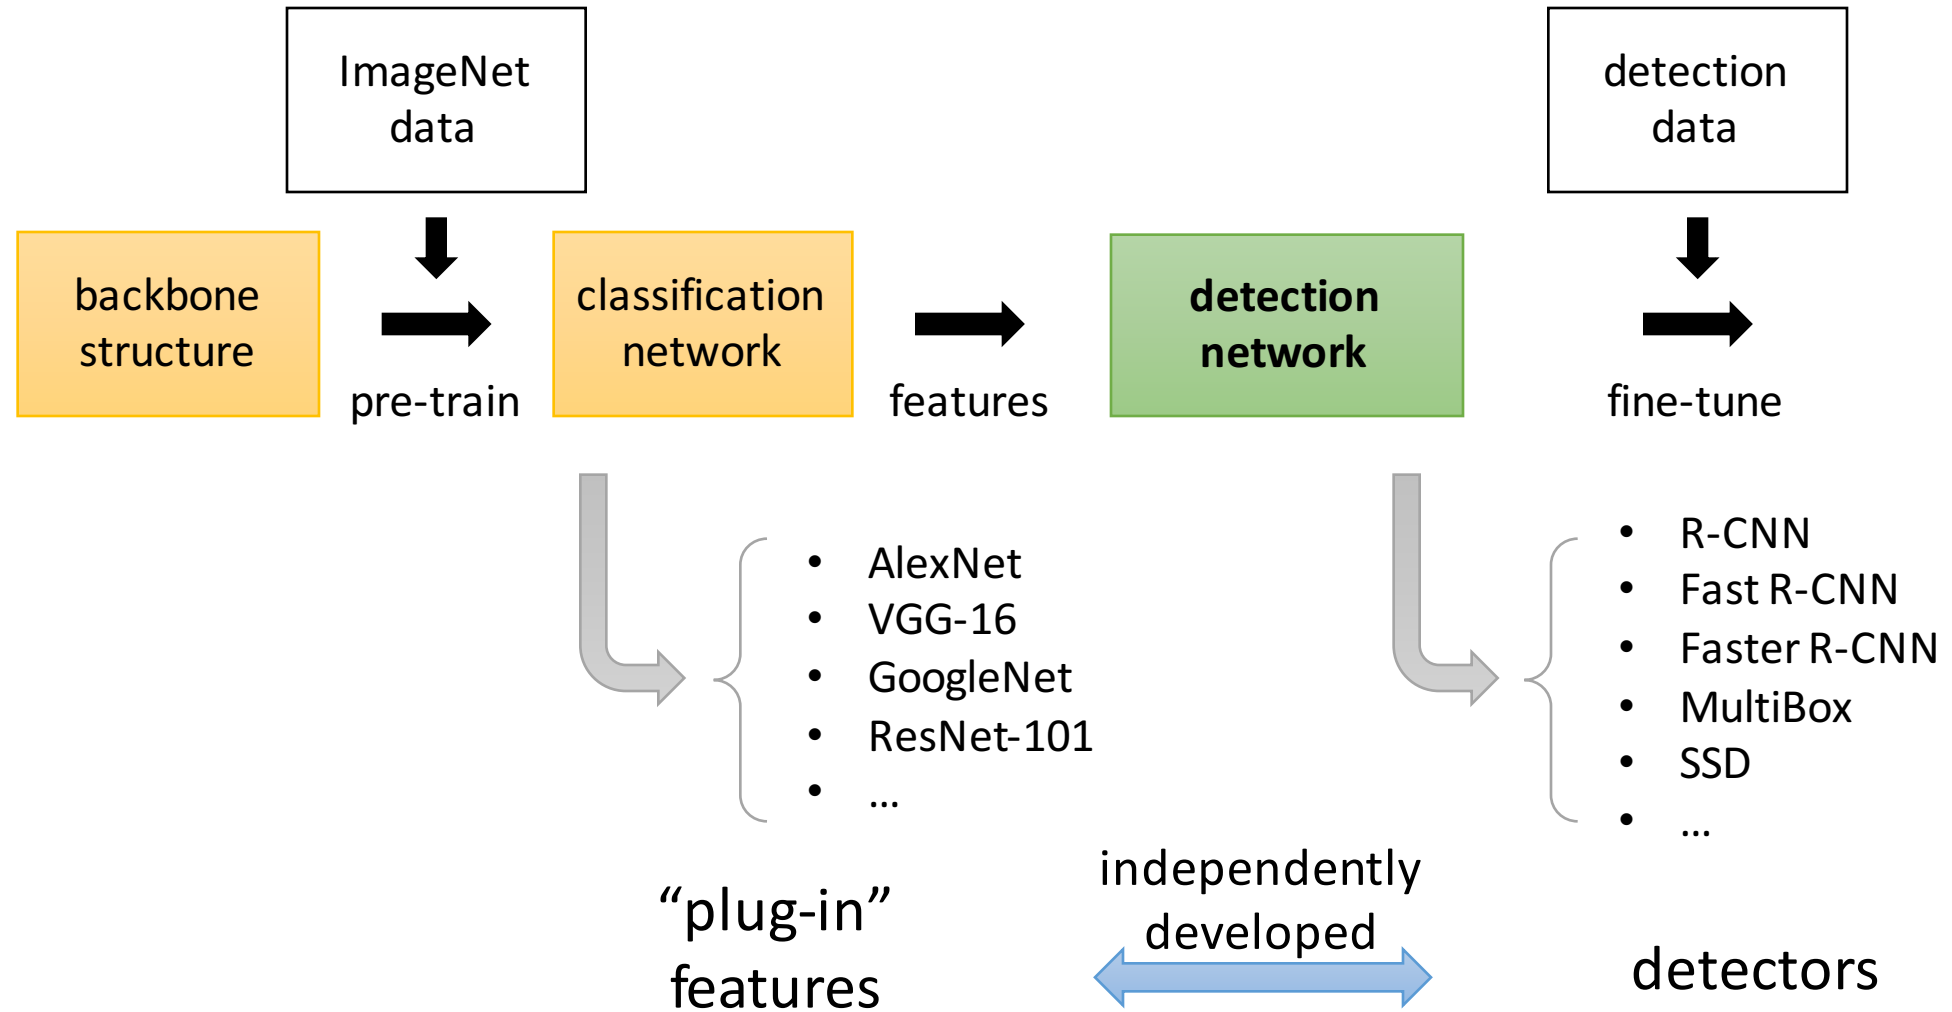 ImageNet
data
detection
data
backbone
structure
pre-train
classification
network
features
detection
network
fine-tune
• AlexNet
• VGG-16
• GoogleNet
• ResNet-101
• ...
• R-CNN
• Fast R-CNN
• Faster R-CNN
• MultiBox
• SSD
• ...
“plug-in”
features
independently
developed
detectors